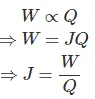 W ∝ Q
⇒ W = JQ
⇒ J = W/Q